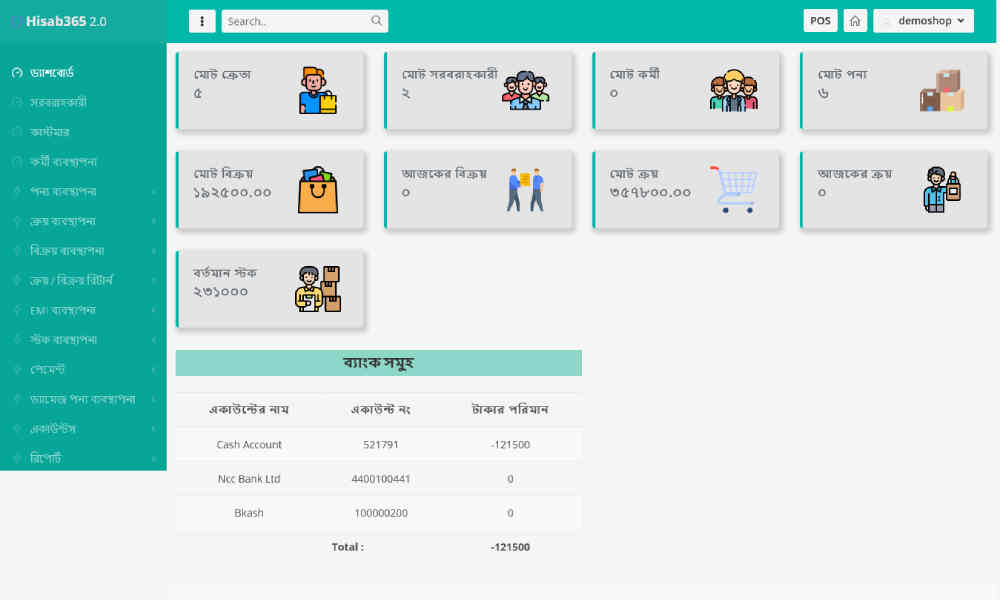 Hisab365 2.0
Search..
POS
demoshop
ড্যাশবোর্ড
সরবরাহকারী
কাস্টমার
কর্মী ব্যবস্থাপনা
পন্য ব্যবস্থাপনা
ক্রয় ব্যবস্থাপনা
বিক্রয় ব্যবস্থাপনা
ক্রয় / বিক্রয় রিটার্ন
EMI ব্যবস্থাপনা
স্টক ব্যবস্থাপনা
পেমেন্ট
ড্যামেজ পন্য ব্যবস্থাপনা
একাউন্টস
রিপোর্ট
মোট ক্রেতা
৫
মোট সরবরাহকারী
২
মোট কর্মী
০
মোট পন্য
৬
মোট বিক্রয়
১৯২৫০০.০০
আজকের বিক্রয়
০
মোট ক্রয়
৩৫৭৮০০.০০
আজকের ক্রয়
০
বর্তমান স্টক
২৩১০০০
ব্যাংক সমুহ
একাউন্টের নাম একাউন্ট নং টাকার পরিমান
Cash Account 521791 -121500
Ncc Bank Ltd 4400100441 0
Bkash 100000200 0
Total : -121500